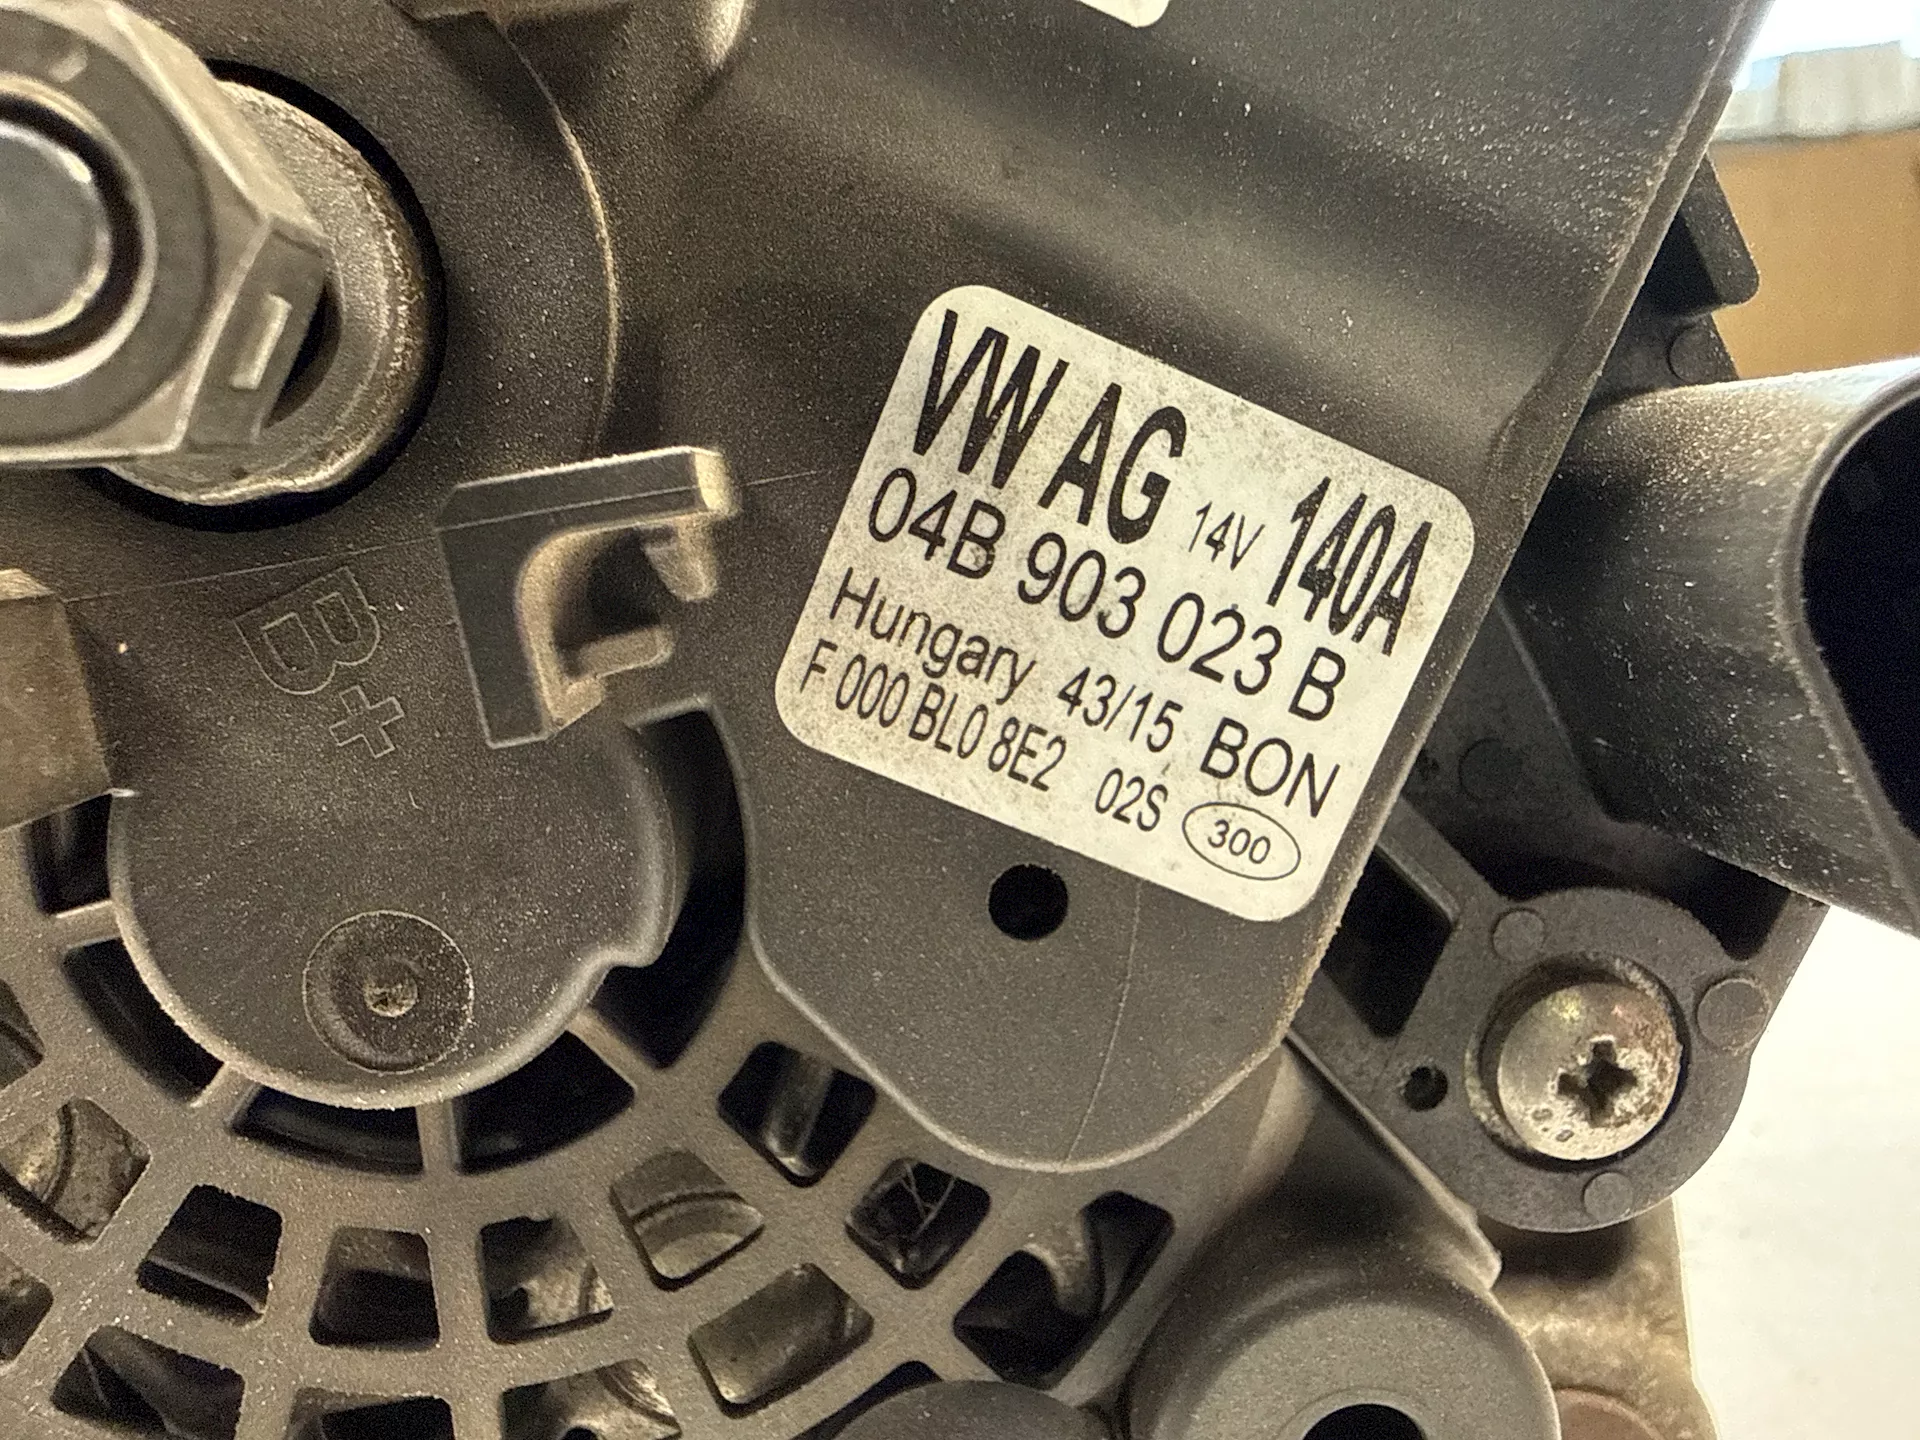 VW AG 14V 140A
04B 903 023 B
Hungary 43/15 BON
F 000 BL0 8E2 02S 300
B+